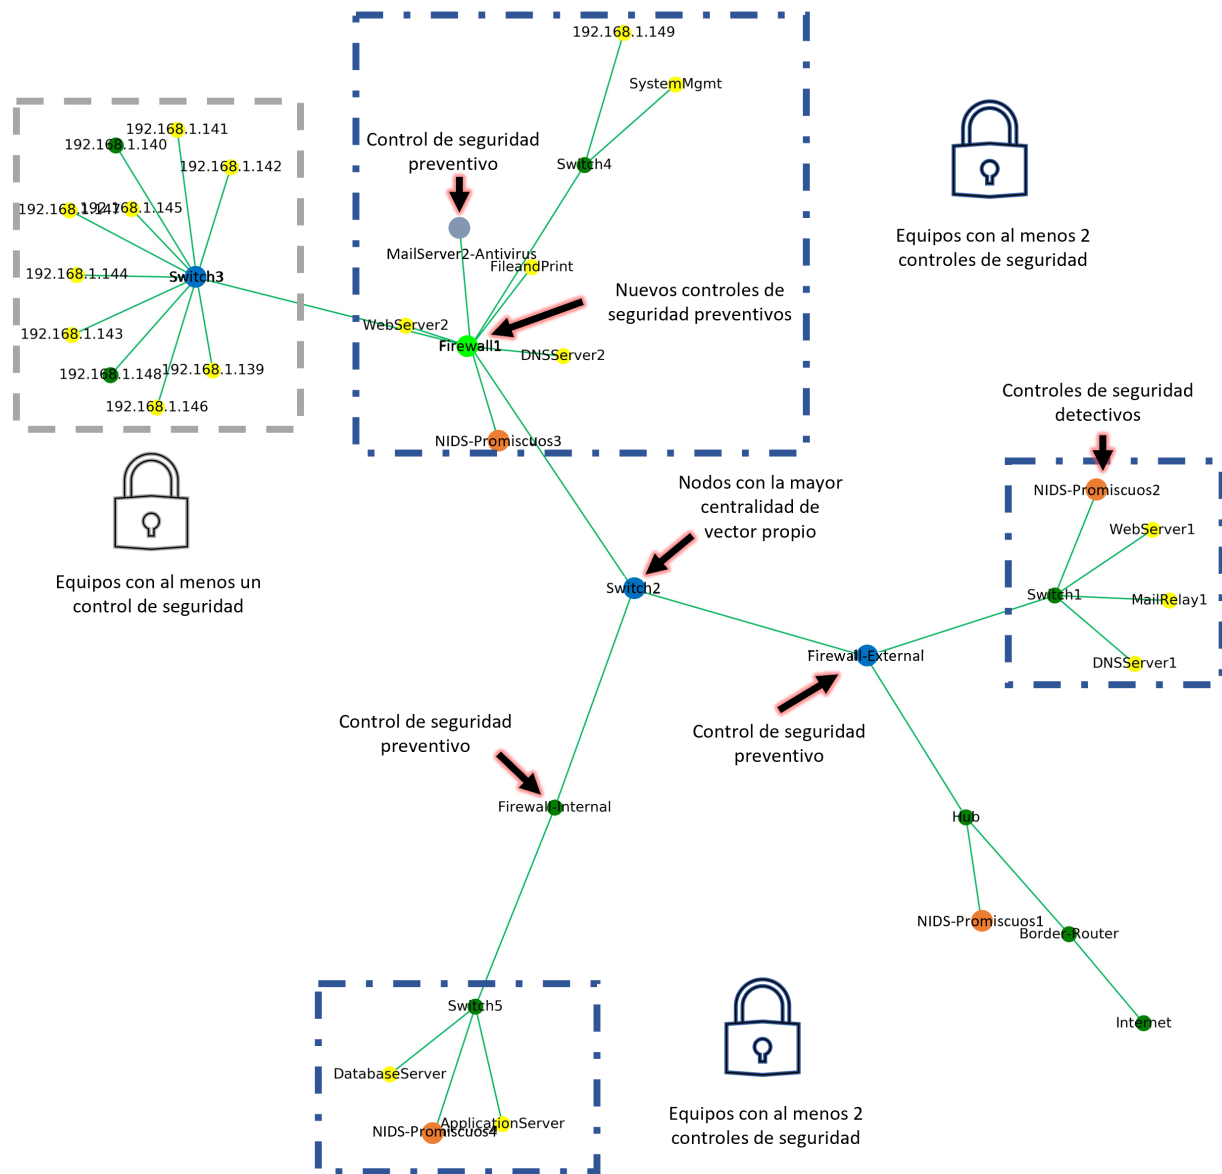 192.168.1.149
SystemMgmt
Control de seguridad
preventivo
Switch4
MailServer2-Antivirus
FileandPrint
Nuevos controles de
seguridad preventivos
WebServer2
Firewall1
DNSServer2
NIDS-Promiscuos3
192.168.1.141
192.168.1.140
192.168.1.142
192.168.1.147
192.168.1.145
Switch3
192.168.1.144
192.168.1.143
192.168.1.148
192.168.1.139
192.168.1.146
Equipos con al menos un
control de seguridad
Equipos con al menos 2
controles de seguridad
Controles de seguridad
detectivos
NIDS-Promiscuos2
WebServer1
Switch1
MailRelay1
DNSServer1
Nodos con la mayor
centralidad de
vector propio
Switch2
Firewall-External
Control de seguridad
preventivo
Control de seguridad
preventivo
Firewall-Internal
Hub
NIDS-Promiscuos1
Border-Router
Internet
Switch5
DatabaseServer
ApplicationServer
NIDS-Promiscuos4
Equipos con al menos 2
controles de seguridad